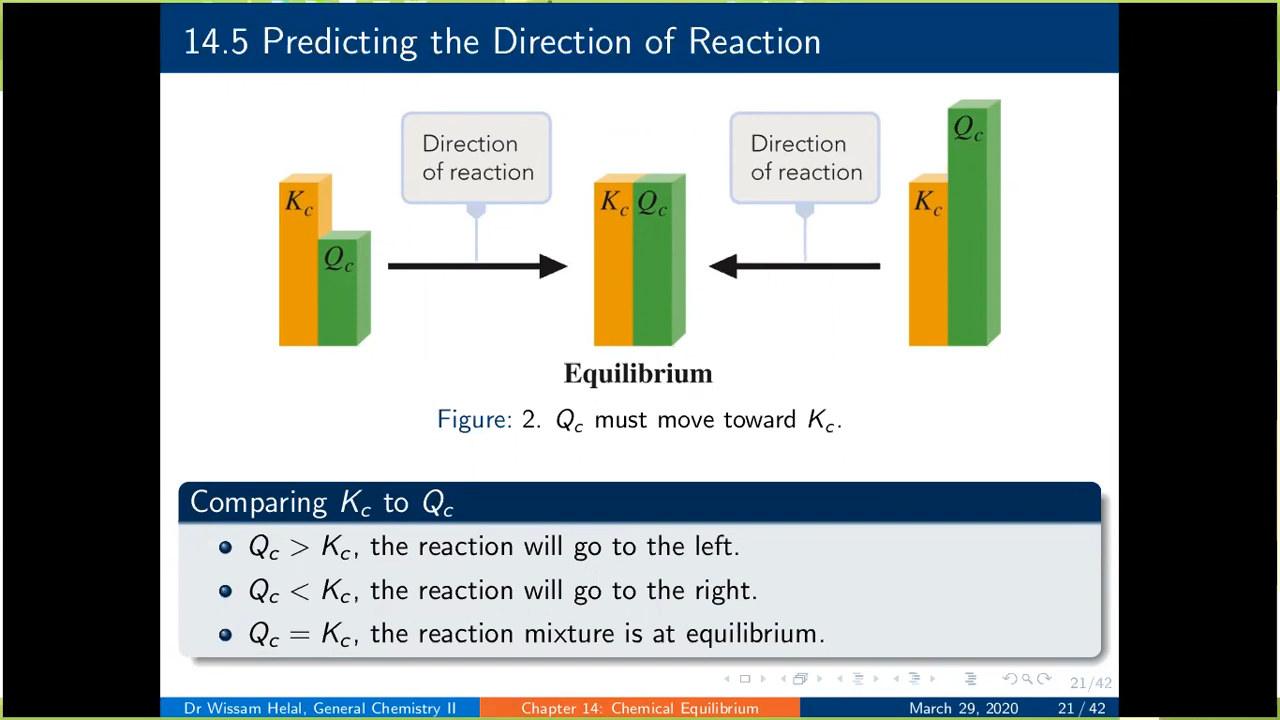 14.5 Predicting the Direction of Reaction
Direction
of reaction
Direction
of reaction
Kc
Qc
Kc Qc
Kc
Qc
Equilibrium
Figure: 2. Qc must move toward Kc.
Comparing Kc to Qc
Qc > Kc, the reaction will go to the left.
Qc < Kc, the reaction will go to the right.
Qc = Kc, the reaction mixture is at equilibrium.
21/42
Dr Wissam Helal, General Chemistry II
Chapter 14: Chemical Equilibrium
March 29, 2020
21 / 42